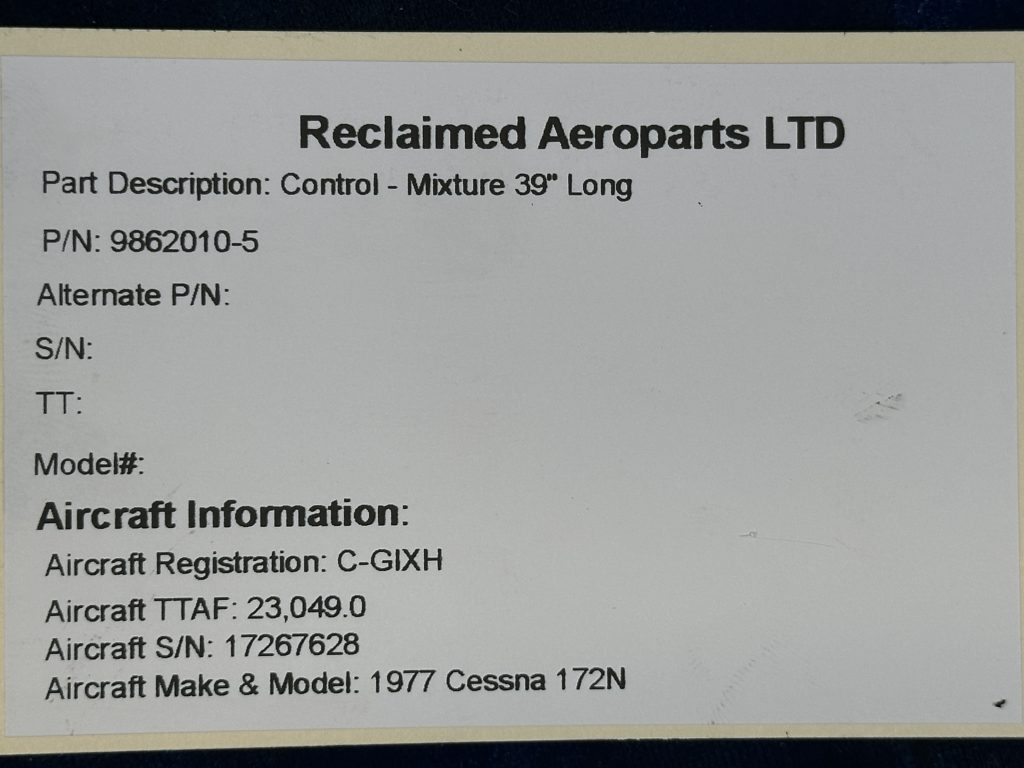 Reclaimed Aeroparts LTD
Part Description: Control - Mixture 39" Long
P/N: 9862010-5
Alternate P/N:
S/N:
TT:
Model#:
Aircraft Information:
Aircraft Registration: C-GIXH
Aircraft TTAF: 23,049.0
Aircraft S/N: 17267628
Aircraft Make & Model: 1977 Cessna 172N